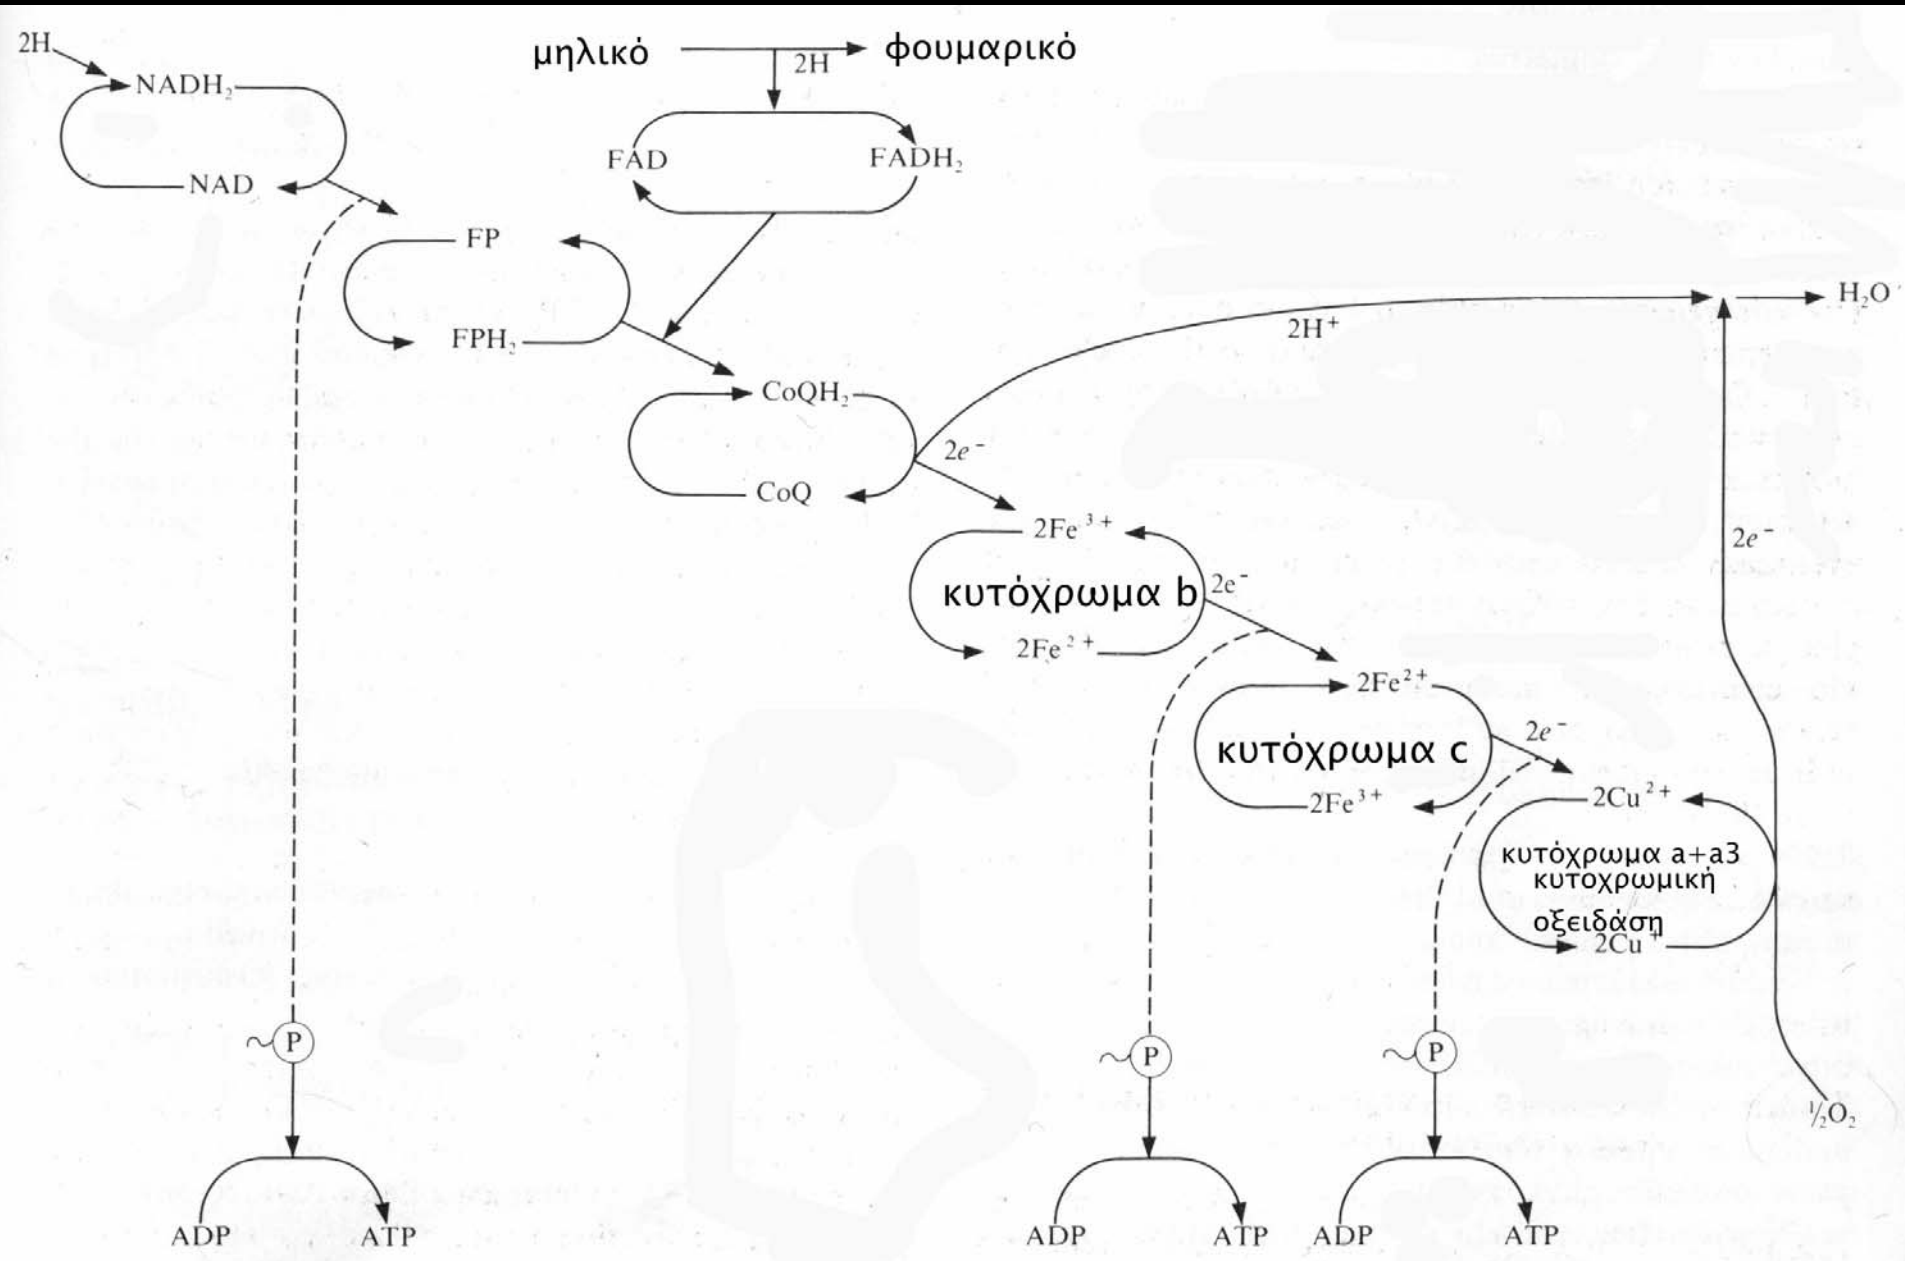 2H
μηλικό
2H
φουμαρικό
NADH2
FAD
FADH2
NAD
FP
FPH2
H2O
2H+
CoQH2
2e-
CoQ
2Fe3+
2e-
κυτόχρωμα b
2e-
2Fe2+
2Fe2+
2e-
κυτόχρωμα c
2Fe3+
2Cu2+
κυτόχρωμα a+a3
κυτοχρωμική
οξειδάση
2Cu+
~P
~P
~P
½O2
ADP
ATP
ADP
ATP
ADP
ATP